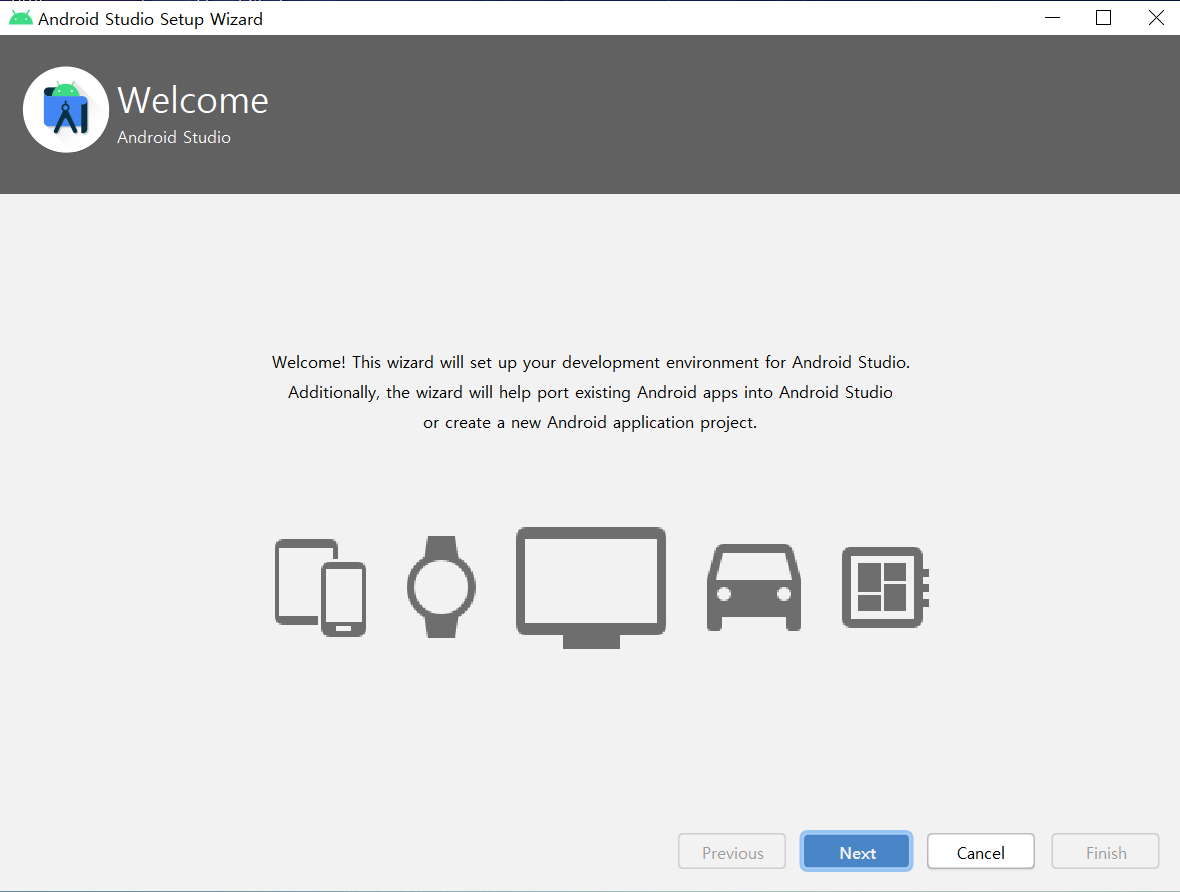 Android Studio Setup Wizard
Welcome
Android Studio
Welcome! This wizard will set up your development environment for Android Studio.
Additionally, the wizard will help port existing Android apps into Android Studio
or create a new Android application project.
Previous
Next
Cancel
Finish